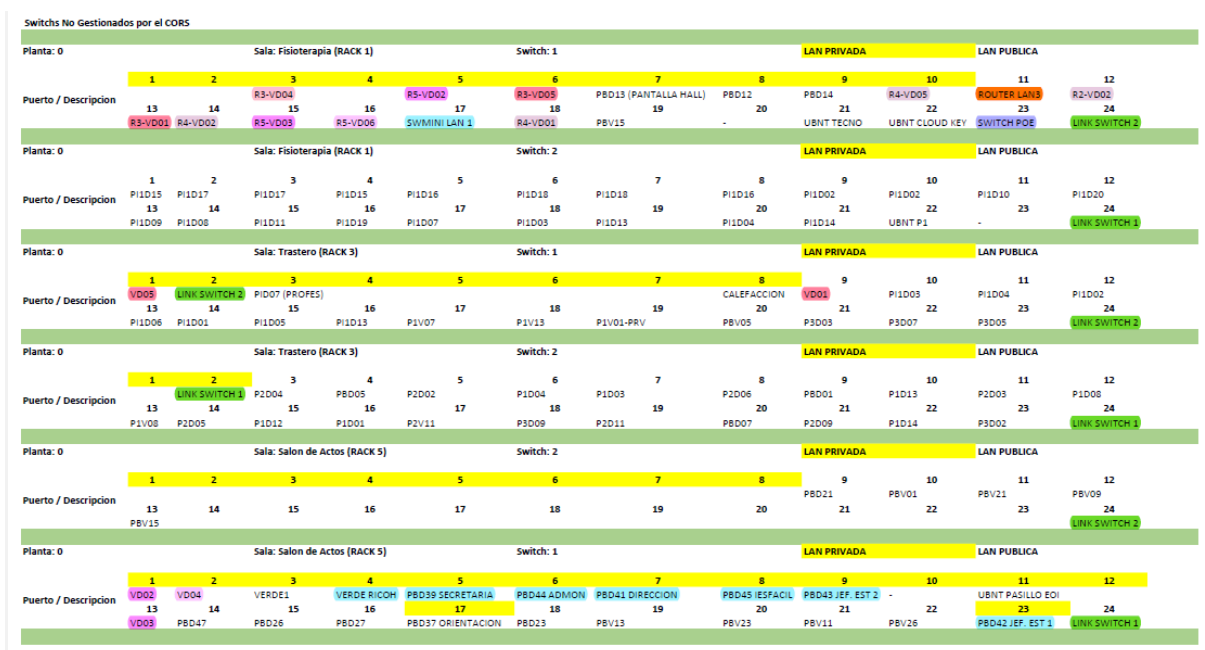 Switchs No Gestionados por el CORS
Planta: 0 Sala: Fisioterapia (RACK 1) Switch: 1 LAN PRIVADA LAN PUBLICA
1 2 3 4 5 6 7 8 9 10 11 12
R3-VD04 R5-VD02 R3-VD05 PBD13 (PANTALLA HALL) PBD12 PBD14 R4-VD05 ROUTER LAN3 R2-VD02
Puerto / Descripcion
13 14 15 16 17 18 19 20 21 22 23 24
R3-VD01 R4-VD02 R5-VD03 R5-VD06 SWMINI LAN 1 R4-VD01 PBV15 - UBNT TECNO UBNT CLOUD KEY SWITCH POE LINK SWITCH 2
Planta: 0 Sala: Fisioterapia (RACK 1) Switch: 2 LAN PRIVADA LAN PUBLICA
1 2 3 4 5 6 7 8 9 10 11 12
PI1D15 PI1D17 PI1D17 PI1D15 PI1D16 PI1D18 PI1D18 PI1D16 PI1D02 PI1D02 PI1D10 PI1D20
Puerto / Descripcion
13 14 15 16 17 18 19 20 21 22 23 24
PI1D09 PI1D08 PI1D11 PI1D19 PI1D07 PI1D03 PI1D13 PI1D04 PI1D14 UBNT P1 - LINK SWITCH 1
Planta: 0 Sala: Trastero (RACK 3) Switch: 1 LAN PRIVADA LAN PUBLICA
1 2 3 4 5 6 7 8 9 10 11 12
VD05 LINK SWITCH 2 PID07 (PROFES) CALEFACCION VD01 PI1D03 PI1D04 PI1D02
Puerto / Descripcion
13 14 15 16 17 18 19 20 21 22 23 24
PI1D06 PI1D01 PI1D05 PI1D13 P1V07 P1V13 P1V01-PRV PBV05 P3D03 P3D07 P3D05 LINK SWITCH 2
Planta: 0 Sala: Trastero (RACK 3) Switch: 2 LAN PRIVADA LAN PUBLICA
1 2 3 4 5 6 7 8 9 10 11 12
LINK SWITCH 1 P2D04 PBD05 P2D02 P1D04 P1D03 P2D06 PBD01 P1D13 P2D03 P1D08
Puerto / Descripcion
13 14 15 16 17 18 19 20 21 22 23 24
P1V08 P2D05 P1D12 P1D01 P2V11 P3D09 P2D11 PBD07 P2D09 P1D14 P3D02 LINK SWITCH 1
Planta: 0 Sala: Salon de Actos (RACK 5) Switch: 2 LAN PRIVADA LAN PUBLICA
1 2 3 4 5 6 7 8 9 10 11 12
PBD21 PBV01 PBV21 PBV09
Puerto / Descripcion
13 14 15 16 17 18 19 20 21 22 23 24
PBV15 LINK SWITCH 2
Planta: 0 Sala: Salon de Actos (RACK 5) Switch: 1 LAN PRIVADA LAN PUBLICA
1 2 3 4 5 6 7 8 9 10 11 12
VD02 VD04 VERDE1 VERDE RICOH PBD39 SECRETARIA PBD44 ADMON PBD41 DIRECCION PBD45 IESFACIL PBD43 JEF. EST 2 - UBNT PASILLO EOI
Puerto / Descripcion
13 14 15 16 17 18 19 20 21 22 23 24
VD03 PBD47 PBD26 PBD27 PBD37 ORIENTACION PBD23 PBV13 PBV23 PBV11 PBV26 PBD42 JEF. EST 1 LINK SWITCH 1